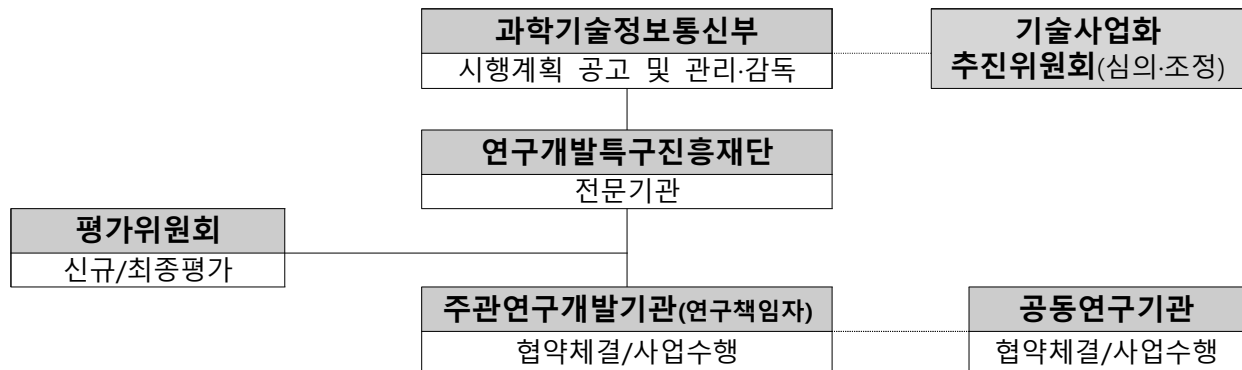 과학기술정보통신부
시행계획 공고 및 관리·감독
기술사업화
추진위원회(심의·조정)
연구개발특구진흥재단
전문기관
평가위원회
신규/최종평가
주관연구개발기관(연구책임자)
협약체결/사업수행
공동연구기관
협약체결/사업수행